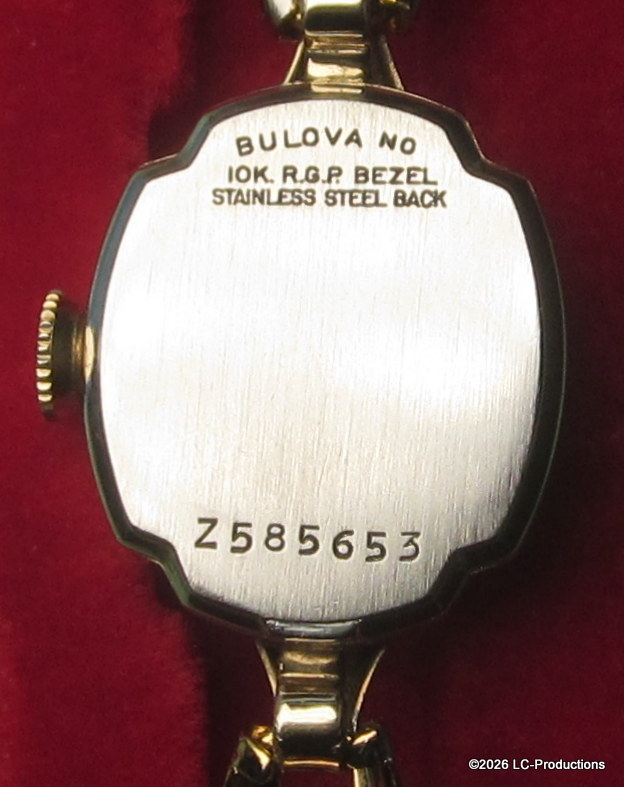 BULOVA NO
10K. R.G.P. BEZEL
STAINLESS STEEL BACK
Z585653
©2026 LC-Productions